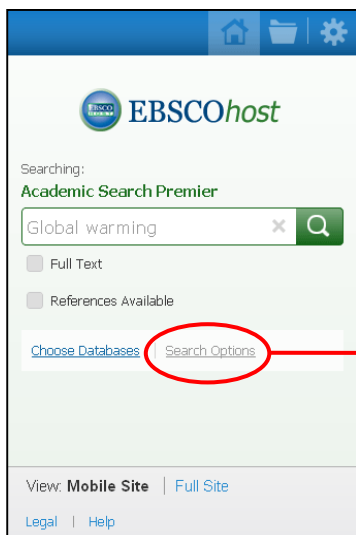 EBSCO
EBSCOhost
Searching:
Academic Search Premier
Global warming
Full Text
References Available
Choose Databases | Search Options
View: Mobile Site | Full Site
Legal | Help